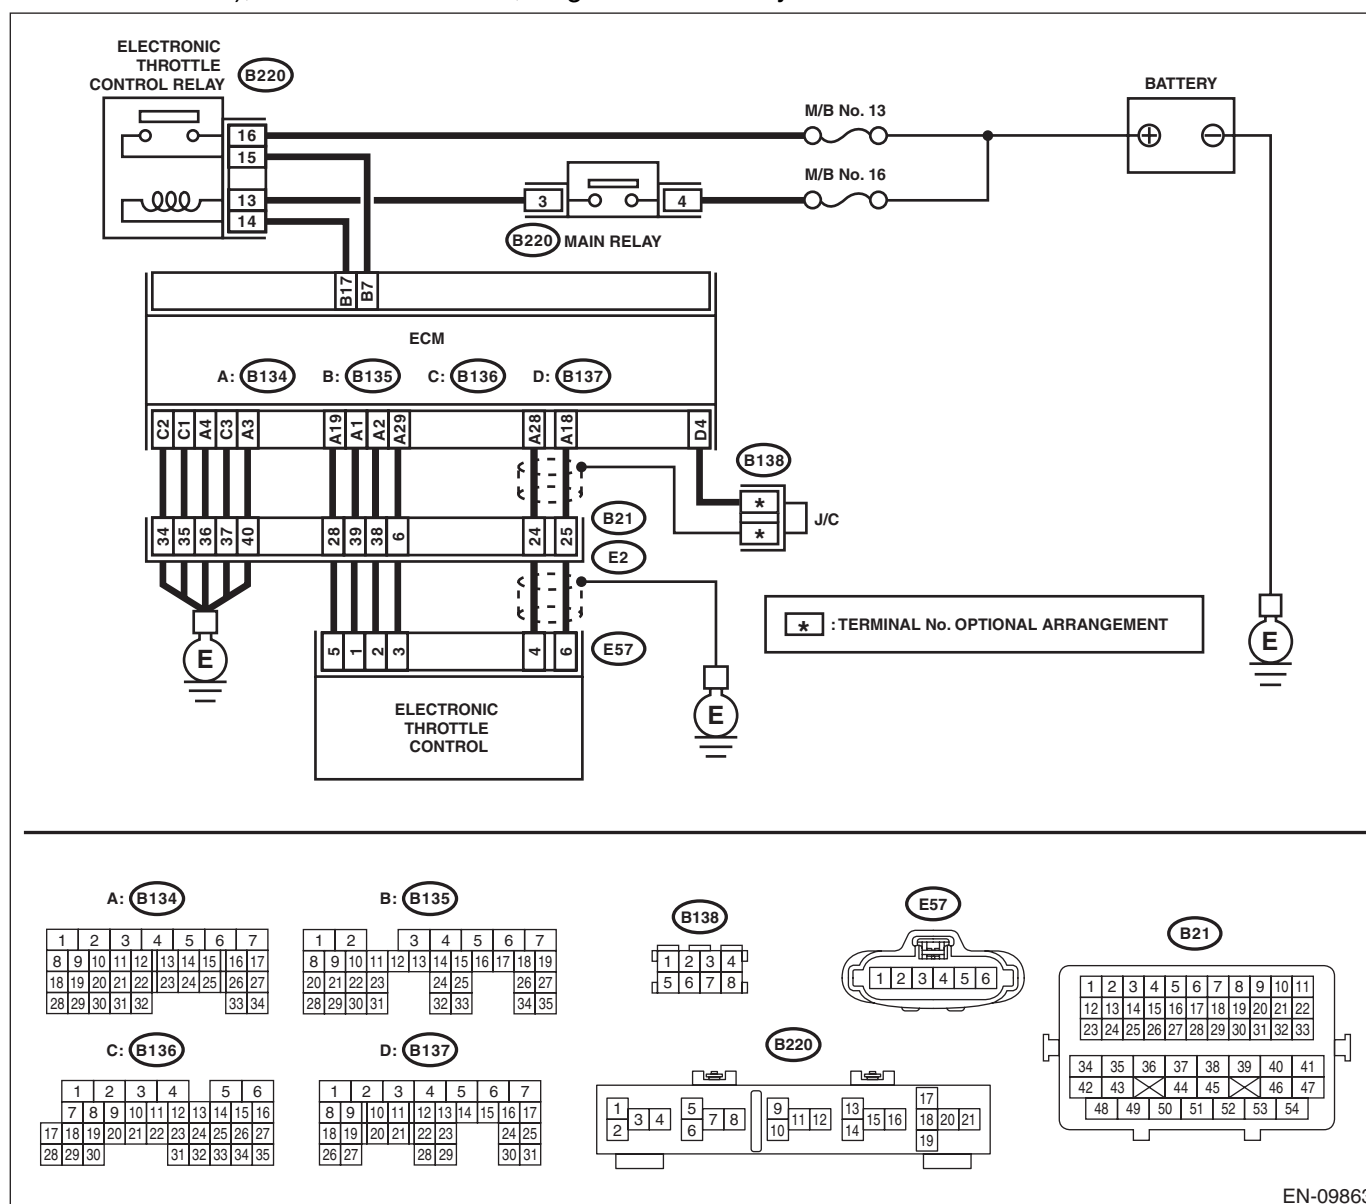 ELECTRONIC
THROTTLE
CONTROL RELAY
B220
16
15
13
14
M/B No. 13
M/B No. 16
BATTERY
3
4
B220 MAIN RELAY
B17 B7
ECM
A: B134 B: B135 C: B136 D: B137
C2 C1 A4 C3 A3 A19 A1 A2 A29 A28 A18 D4
B138
*
*
J/C
34 35 36 37 40 28 39 38 6 24 25
B21
E2
* : TERMINAL No. OPTIONAL ARRANGEMENT
5 1 2 3 4 6
E57
E
E
E
ELECTRONIC
THROTTLE
CONTROL
A: B134
1 2 3 4 5 6 7
8 9 10 11 12 13 14 15 16 17
18 19 20 21 22 23 24 25 26 27
28 29 30 31 32 33 34
B: B135
1 2 3 4 5 6 7
8 9 10 11 12 13 14 15 16 17 18 19
20 21 22 23 24 25 26 27
28 29 30 31 32 33 34 35
B138
1 2 3 4
5 6 7 8
E57
1 2 3 4 5 6
B21
1 2 3 4 5 6 7 8 9 10 11
12 13 14 15 16 17 18 19 20 21 22
23 24 25 26 27 28 29 30 31 32 33
34 35 36 37 38 39 40 41
42 43 44 45 46 47
48 49 50 51 52 53 54
C: B136
1 2 3 4 5 6
7 8 9 10 11 12 13 14 15 16
17 18 19 20 21 22 23 24 25 26 27
28 29 30 31 32 33 34 35
D: B137
1 2 3 4 5 6 7
8 9 10 11 12 13 14 15 16 17
18 19 20 21 22 23 24 25
26 27 28 29 30 31
B220
1 2 3 4 5 6 7 8 9 10 11 12 13 14 15 16 17 18 19 20 21
EN-09863